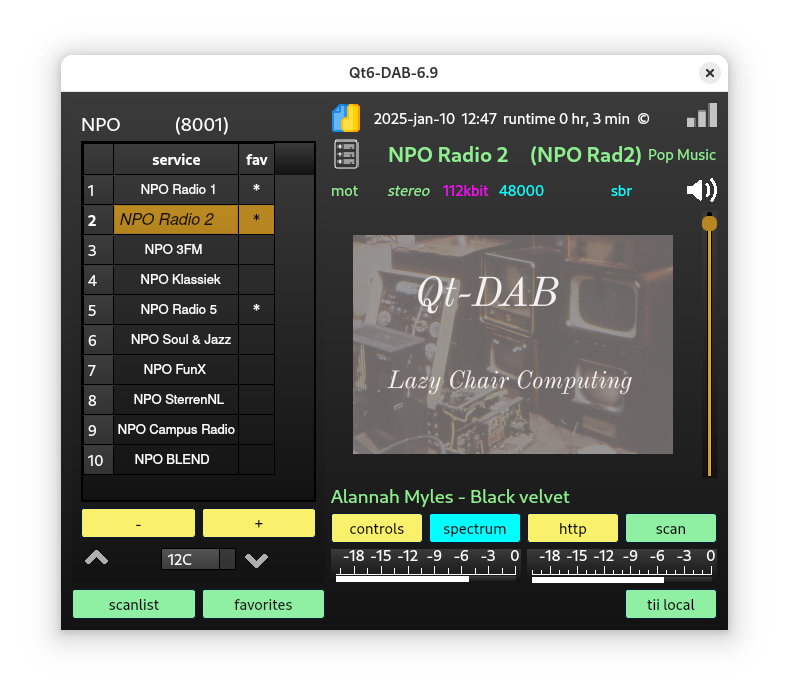 Qt6-DAB-6.9
NPO (8001)
service fav
1 NPO Radio 1 *
2 NPO Radio 2 *
3 NPO 3FM
4 NPO Klassiek
5 NPO Radio 5 *
6 NPO Soul & Jazz
7 NPO FunX
8 NPO SterrenNL
9 NPO Campus Radio
10 NPO BLEND
- +
12C
scanlist favorites
2025-jan-10 12:47 runtime 0 hr, 3 min ©
NPO Radio 2 (NPO Rad2) Pop Music
mot stereo 112kbit 48000 sbr
Qt-DAB
Lazy Chair Computing
Alannah Myles - Black velvet
controls spectrum http scan
-18 -15 -12 -9 -6 -3 0 -18 -15 -12 -9 -6 -3 0
tii local